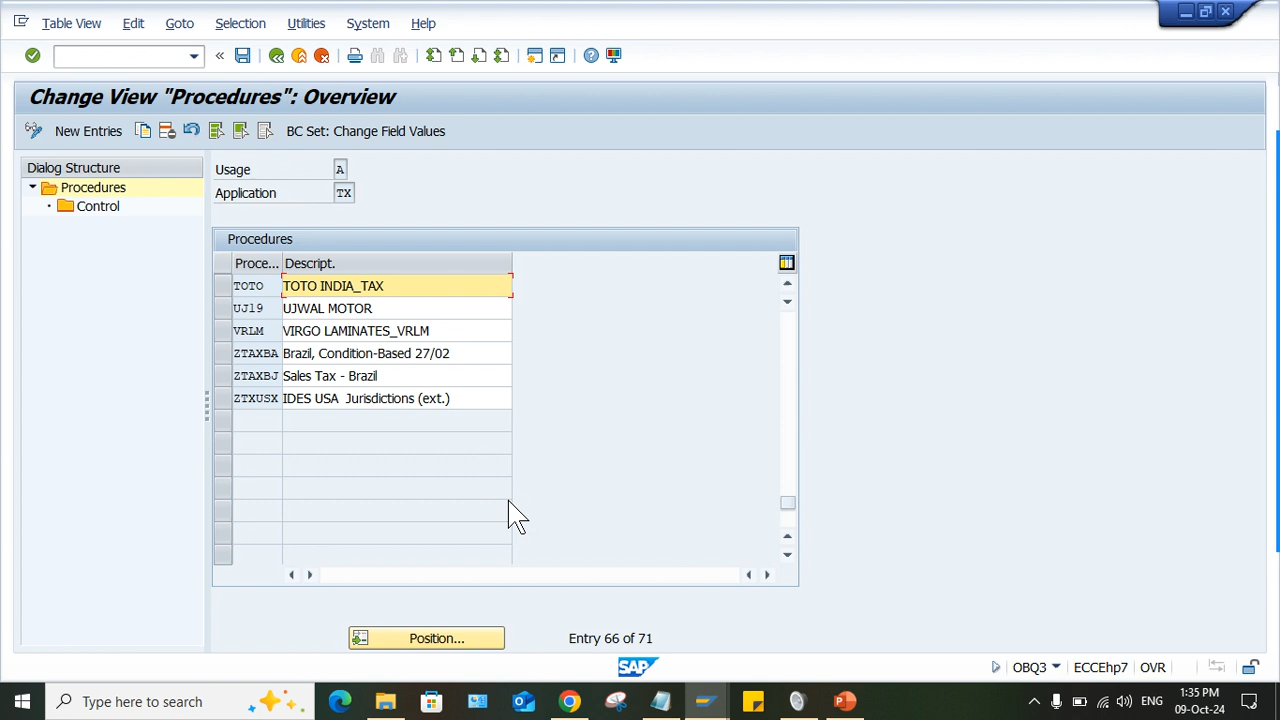 Table View Edit Goto Selection Utilities System Help
Change View "Procedures": Overview
New Entries BC Set: Change Field Values
Dialog Structure
Procedures
Control
Usage A
Application TX
Procedures
Proce... Descript.
TOTO TOTO INDIA_TAX
UJ19 UJWAL MOTOR
VRLM VIRGO LAMINATES_VRLM
ZTAXBA Brazil, Condition-Based 27/02
ZTAXBJ Sales Tax - Brazil
ZTXUSX IDES USA Jurisdictions (ext.)
Position... Entry 66 of 71
SAP
OBQ3 ECCEhp7 OVR
Type here to search
ENG
1:35 PM
09-Oct-24